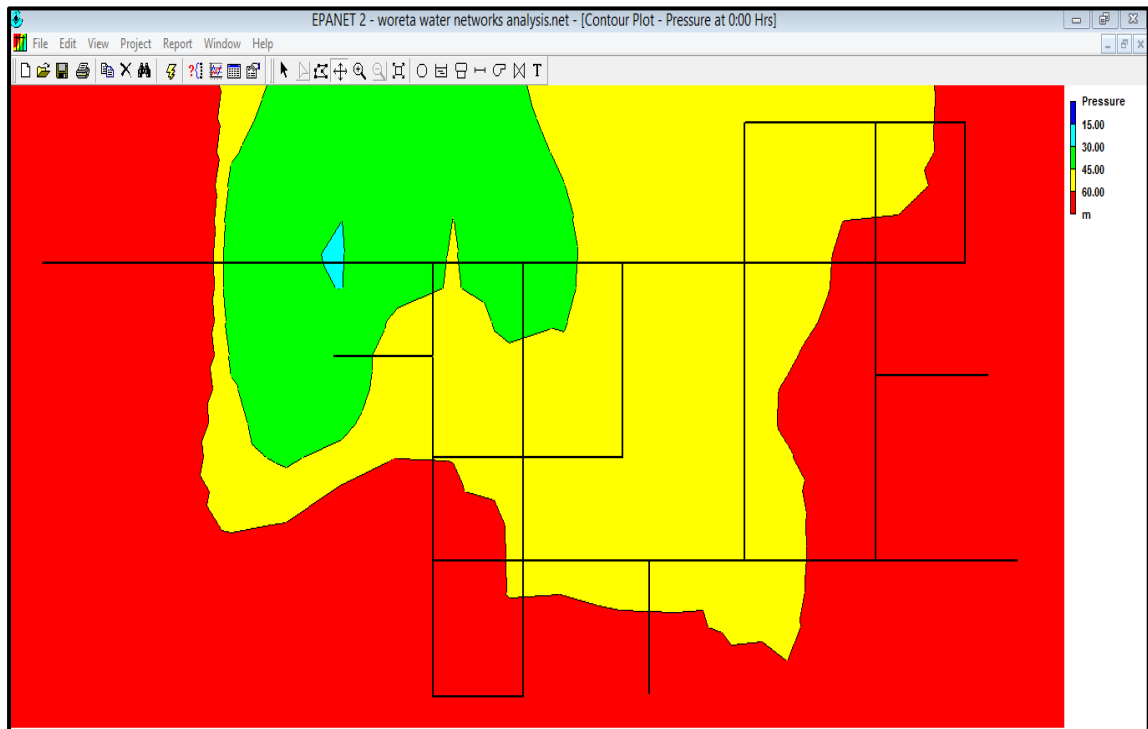 EPANET 2 - woreta water networks analysis.net - [Contour Plot - Pressure at 0:00 Hrs]
File Edit View Project Report Window Help
T
Pressure
15.00
30.00
45.00
60.00
m